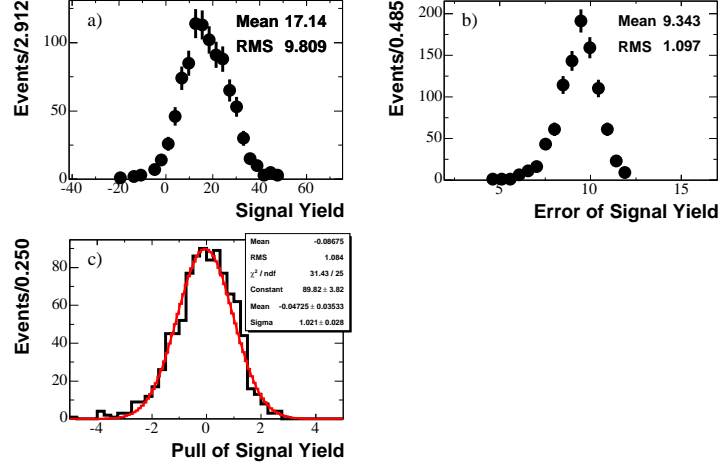 a)
Mean 17.14
RMS 9.809
Events/2.912
100
50
0
-40 -20 0 20 40 60
Signal Yield
b)
Mean 9.343
RMS 1.097
Events/0.485
200
150
100
50
0
5 10 15
Error of Signal Yield
c)
Mean -0.08675
RMS 1.084
χ² / ndf 31.43 / 25
Constant 89.82 ± 3.82
Mean -0.04725 ± 0.03533
Sigma 1.021 ± 0.028
Events/0.250
80
60
40
20
0
-4 -2 0 2 4
Pull of Signal Yield